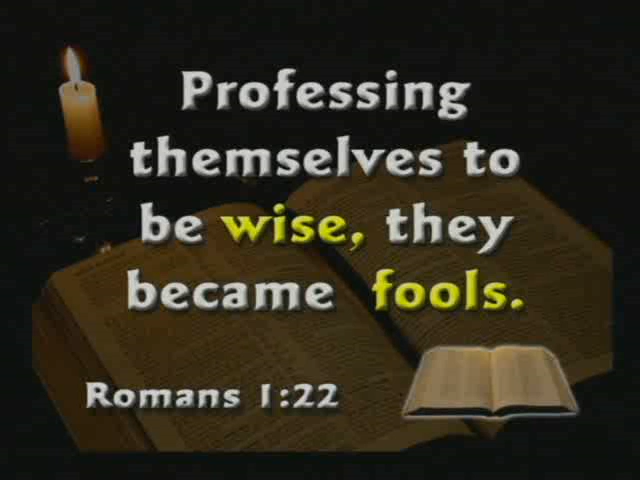 Professing
themselves to
be wise, they
became fools.
Romans 1:22